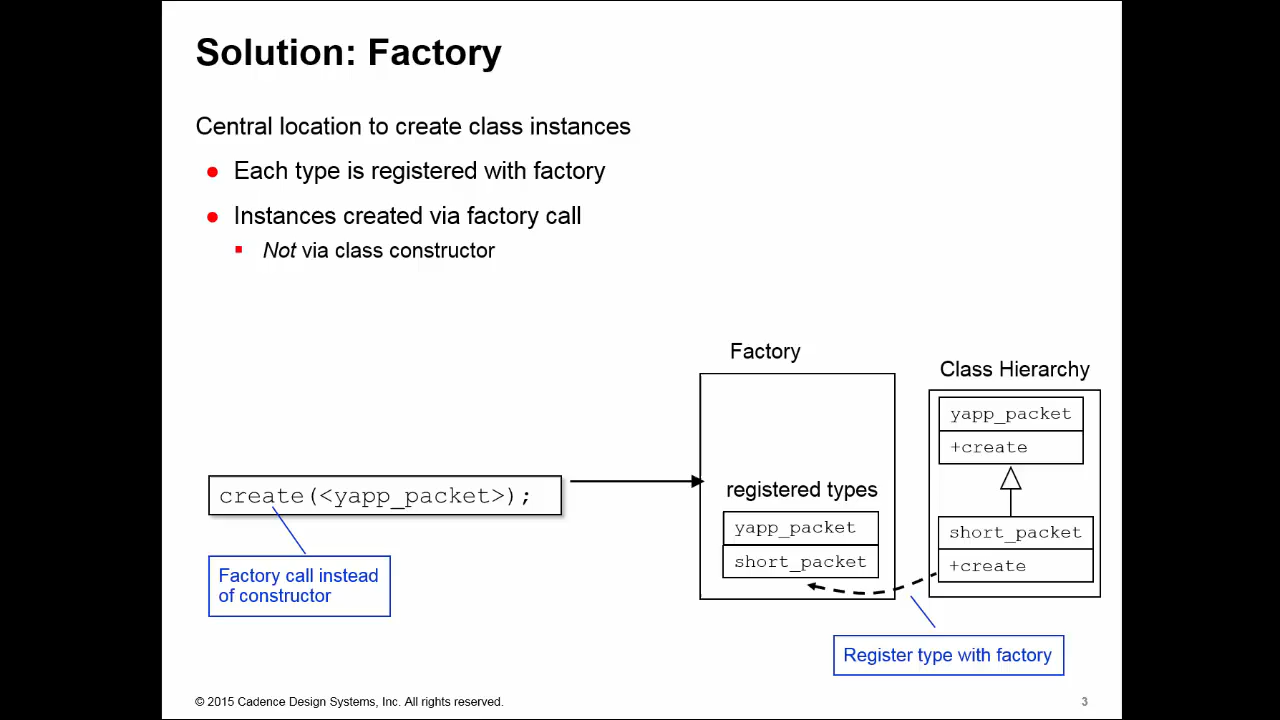 Solution: Factory
Central location to create class instances
Each type is registered with factory
Instances created via factory call
Not via class constructor
Factory
Class Hierarchy
yapp_packet
+create
create(<yapp_packet>);
registered types
yapp_packet
short_packet
short_packet
+create
Factory call instead
of constructor
Register type with factory
© 2015 Cadence Design Systems, Inc. All rights reserved.
3